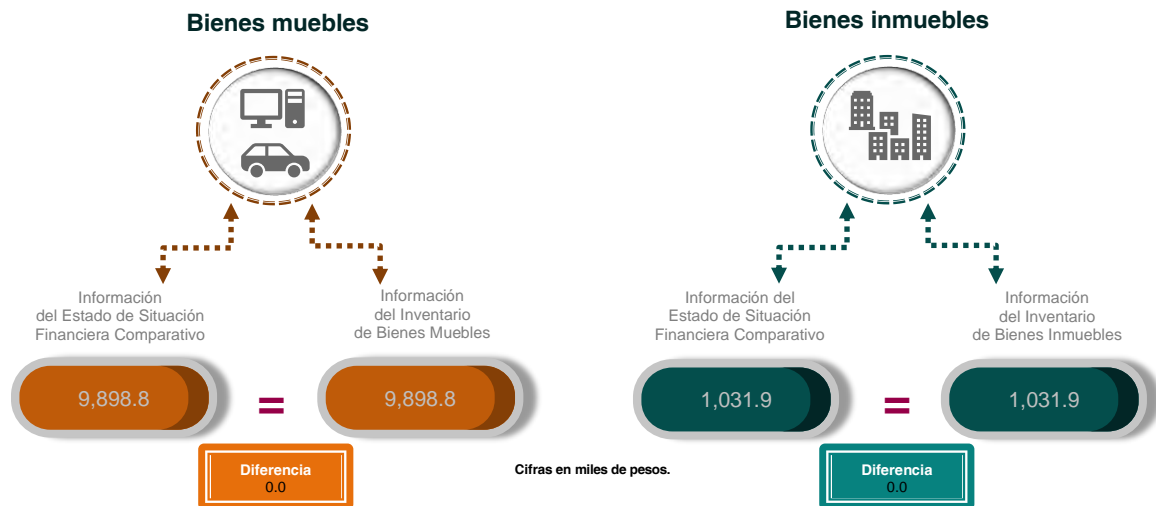 Bienes muebles
Información
del Estado de Situación
Financiera Comparativo
Información
del Inventario
de Bienes Muebles
9,898.8
=
9,898.8
Diferencia
0.0
Cifras en miles de pesos.
Bienes inmuebles
Información del
Estado de Situación
Financiera Comparativo
Información
del Inventario
de Bienes Inmuebles
1,031.9
=
1,031.9
Diferencia
0.0